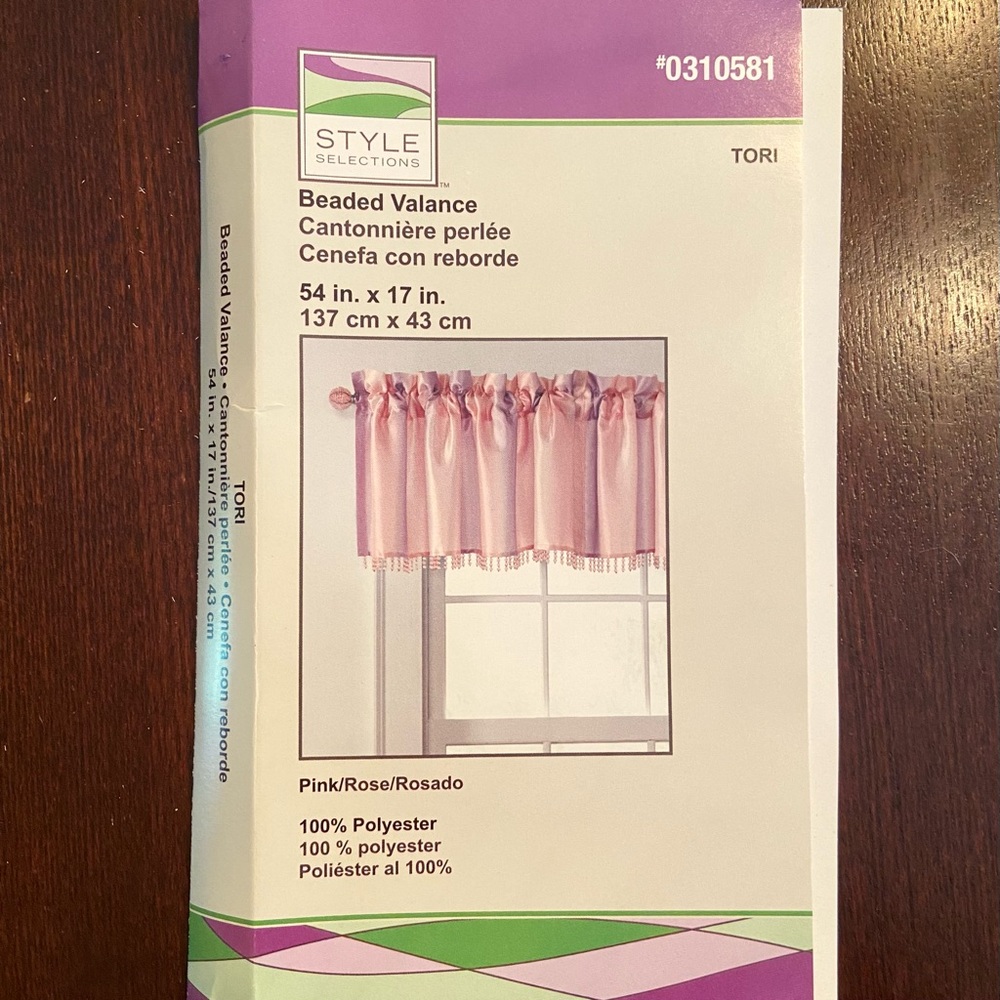 #0310581
STYLE
SELECTIONS
™
TORI
Beaded Valance
Cantonnière perlée
Cenefa con reborde
54 in. x 17 in.
137 cm x 43 cm
Pink/Rose/Rosado
100% Polyester
100 % polyester
Poliéster al 100%
TORI
Beaded Valance • Cantonnière perlée • Cenefa con reborde
54 in. x 17 in./137 cm x 43 cm